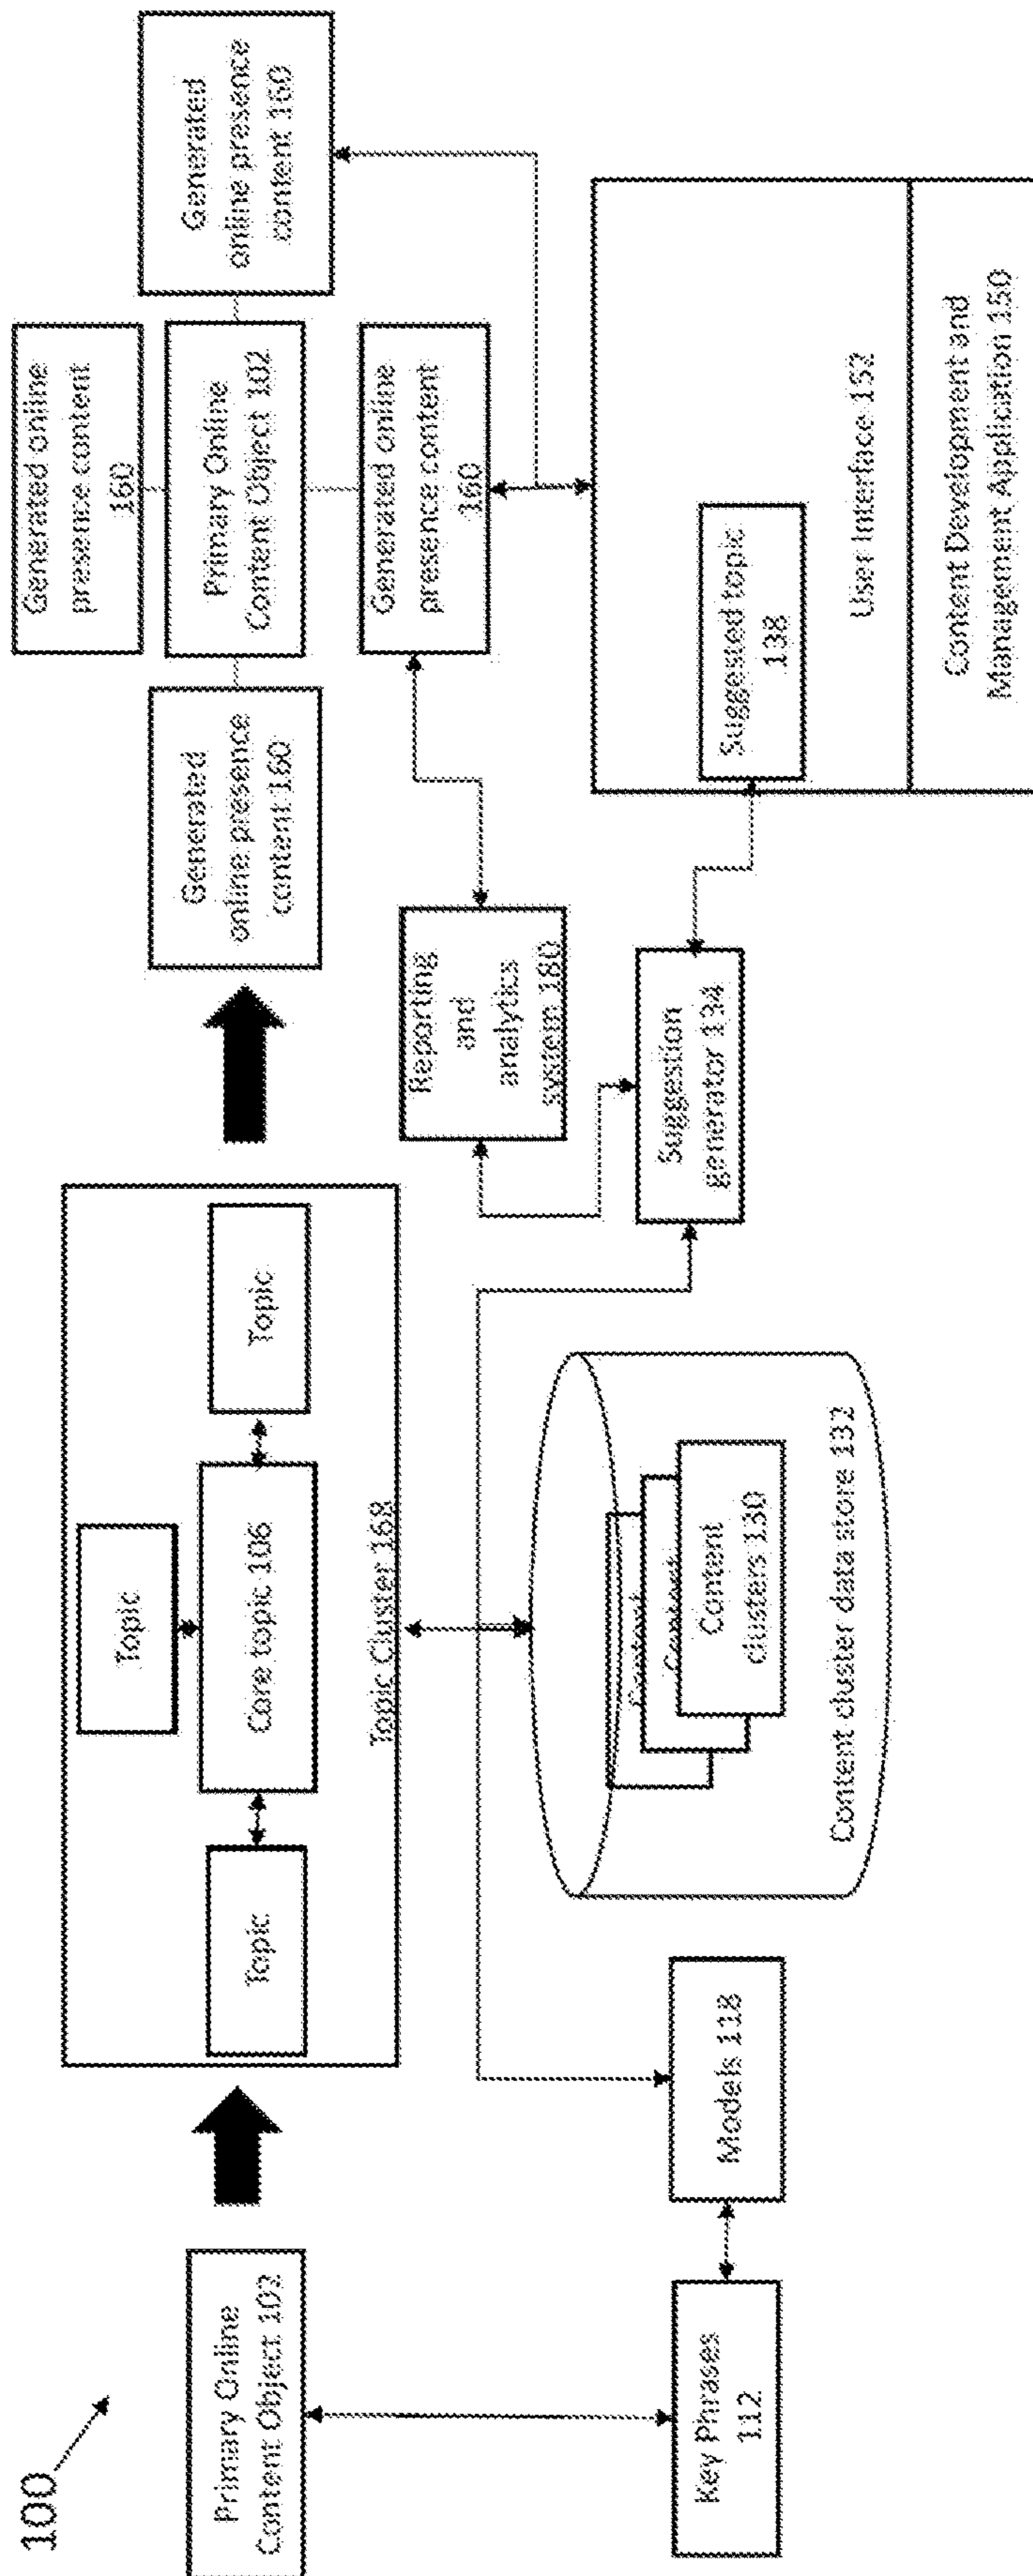 100
Primary Online
Content Object 102
Key Phrases
112
Models 118
Topic
Topic
Core topic 106
Topic
Topic Cluster 168
Content
clusters 130
Content cluster data store 132
Suggestion
generator 134
Reporting
and
analytics
system 180
Generated
online presence
content 160
Generated online
presence content
160
Primary Online
Content Object 102
Generated online
presence content
160
Generated
online presence
content 160
Suggested topic
138
User Interface 152
Content Development and
Management Application 150